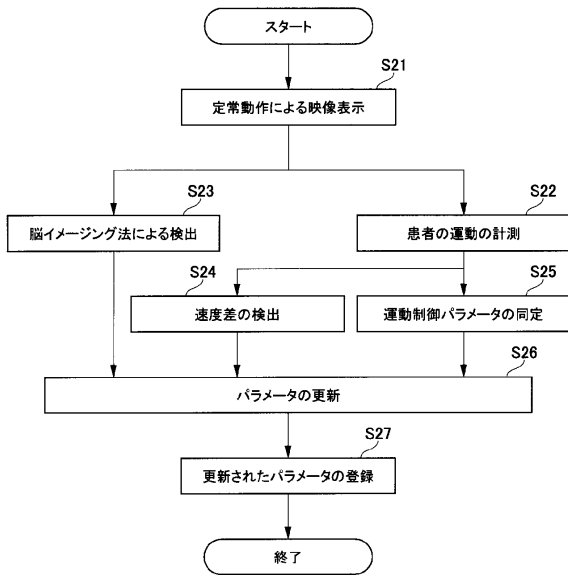 スタート
S21
定常動作による映像表示
S23
脳イメージング法による検出
S22
患者の運動の計測
S24
速度差の検出
S25
運動制御パラメータの同定
S26
パラメータの更新
S27
更新されたパラメータの登録
終了